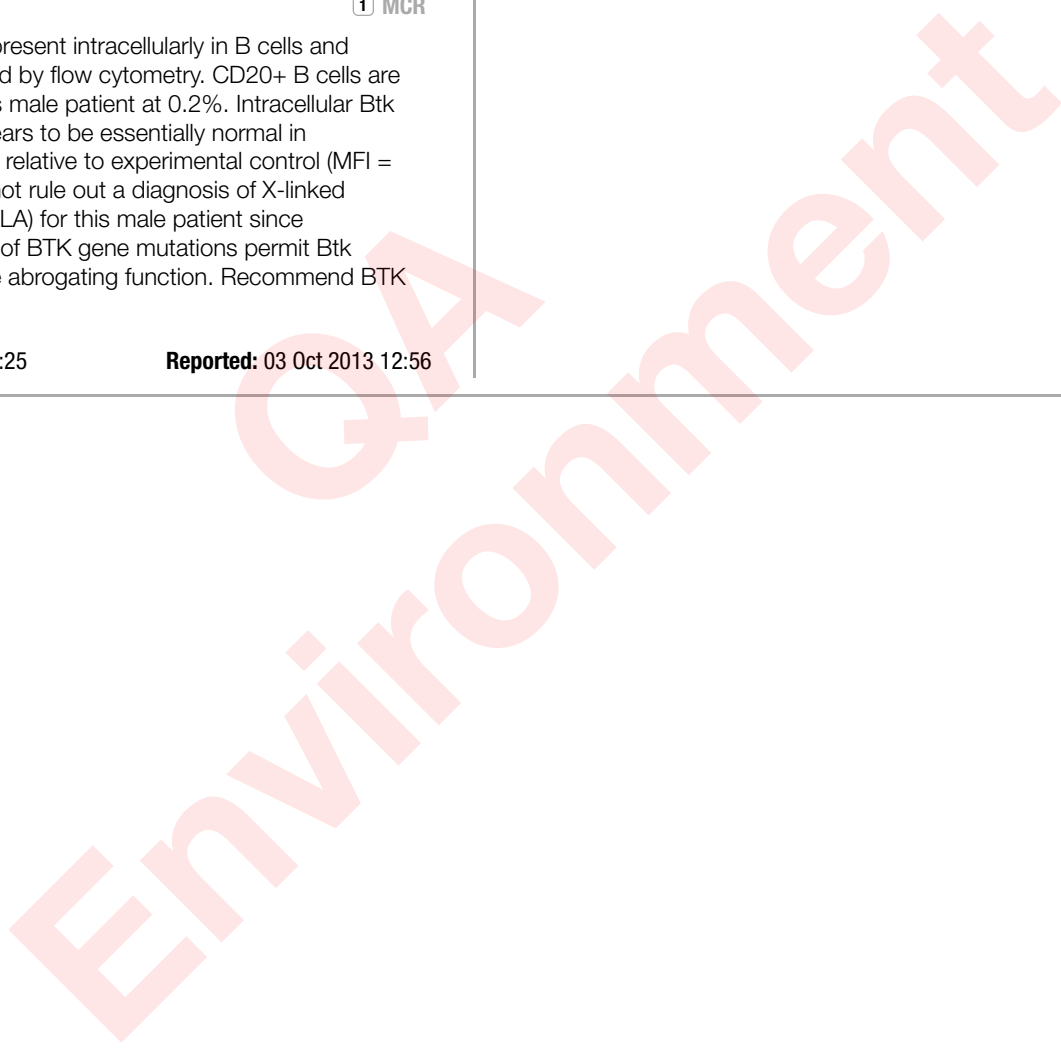 1 MCR
present intracellularly in B cells and
d by flow cytometry. CD20+ B cells are
s male patient at 0.2%. Intracellular Btk
ears to be essentially normal in
relative to experimental control (MFI =
not rule out a diagnosis of X-linked
LA) for this male patient since
of BTK gene mutations permit Btk
e abrogating function. Recommend BTK
:25 Reported: 03 Oct 2013 12:56
QA
Environment